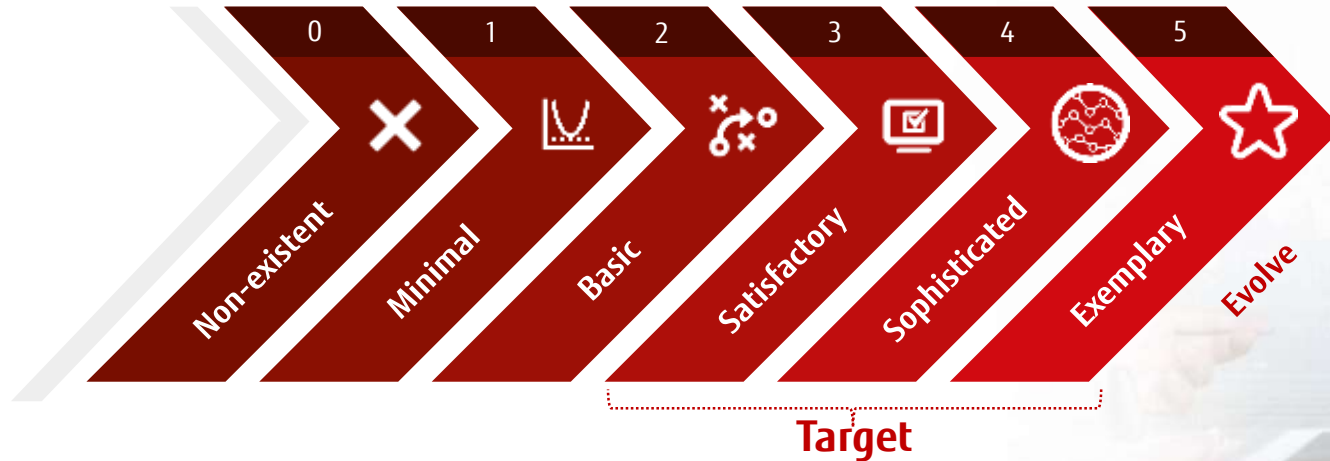 0
1
2
3
4
5
Non-existent
Minimal
Basic
Satisfactory
Sophisticated
Exemplary
Evolve
Target